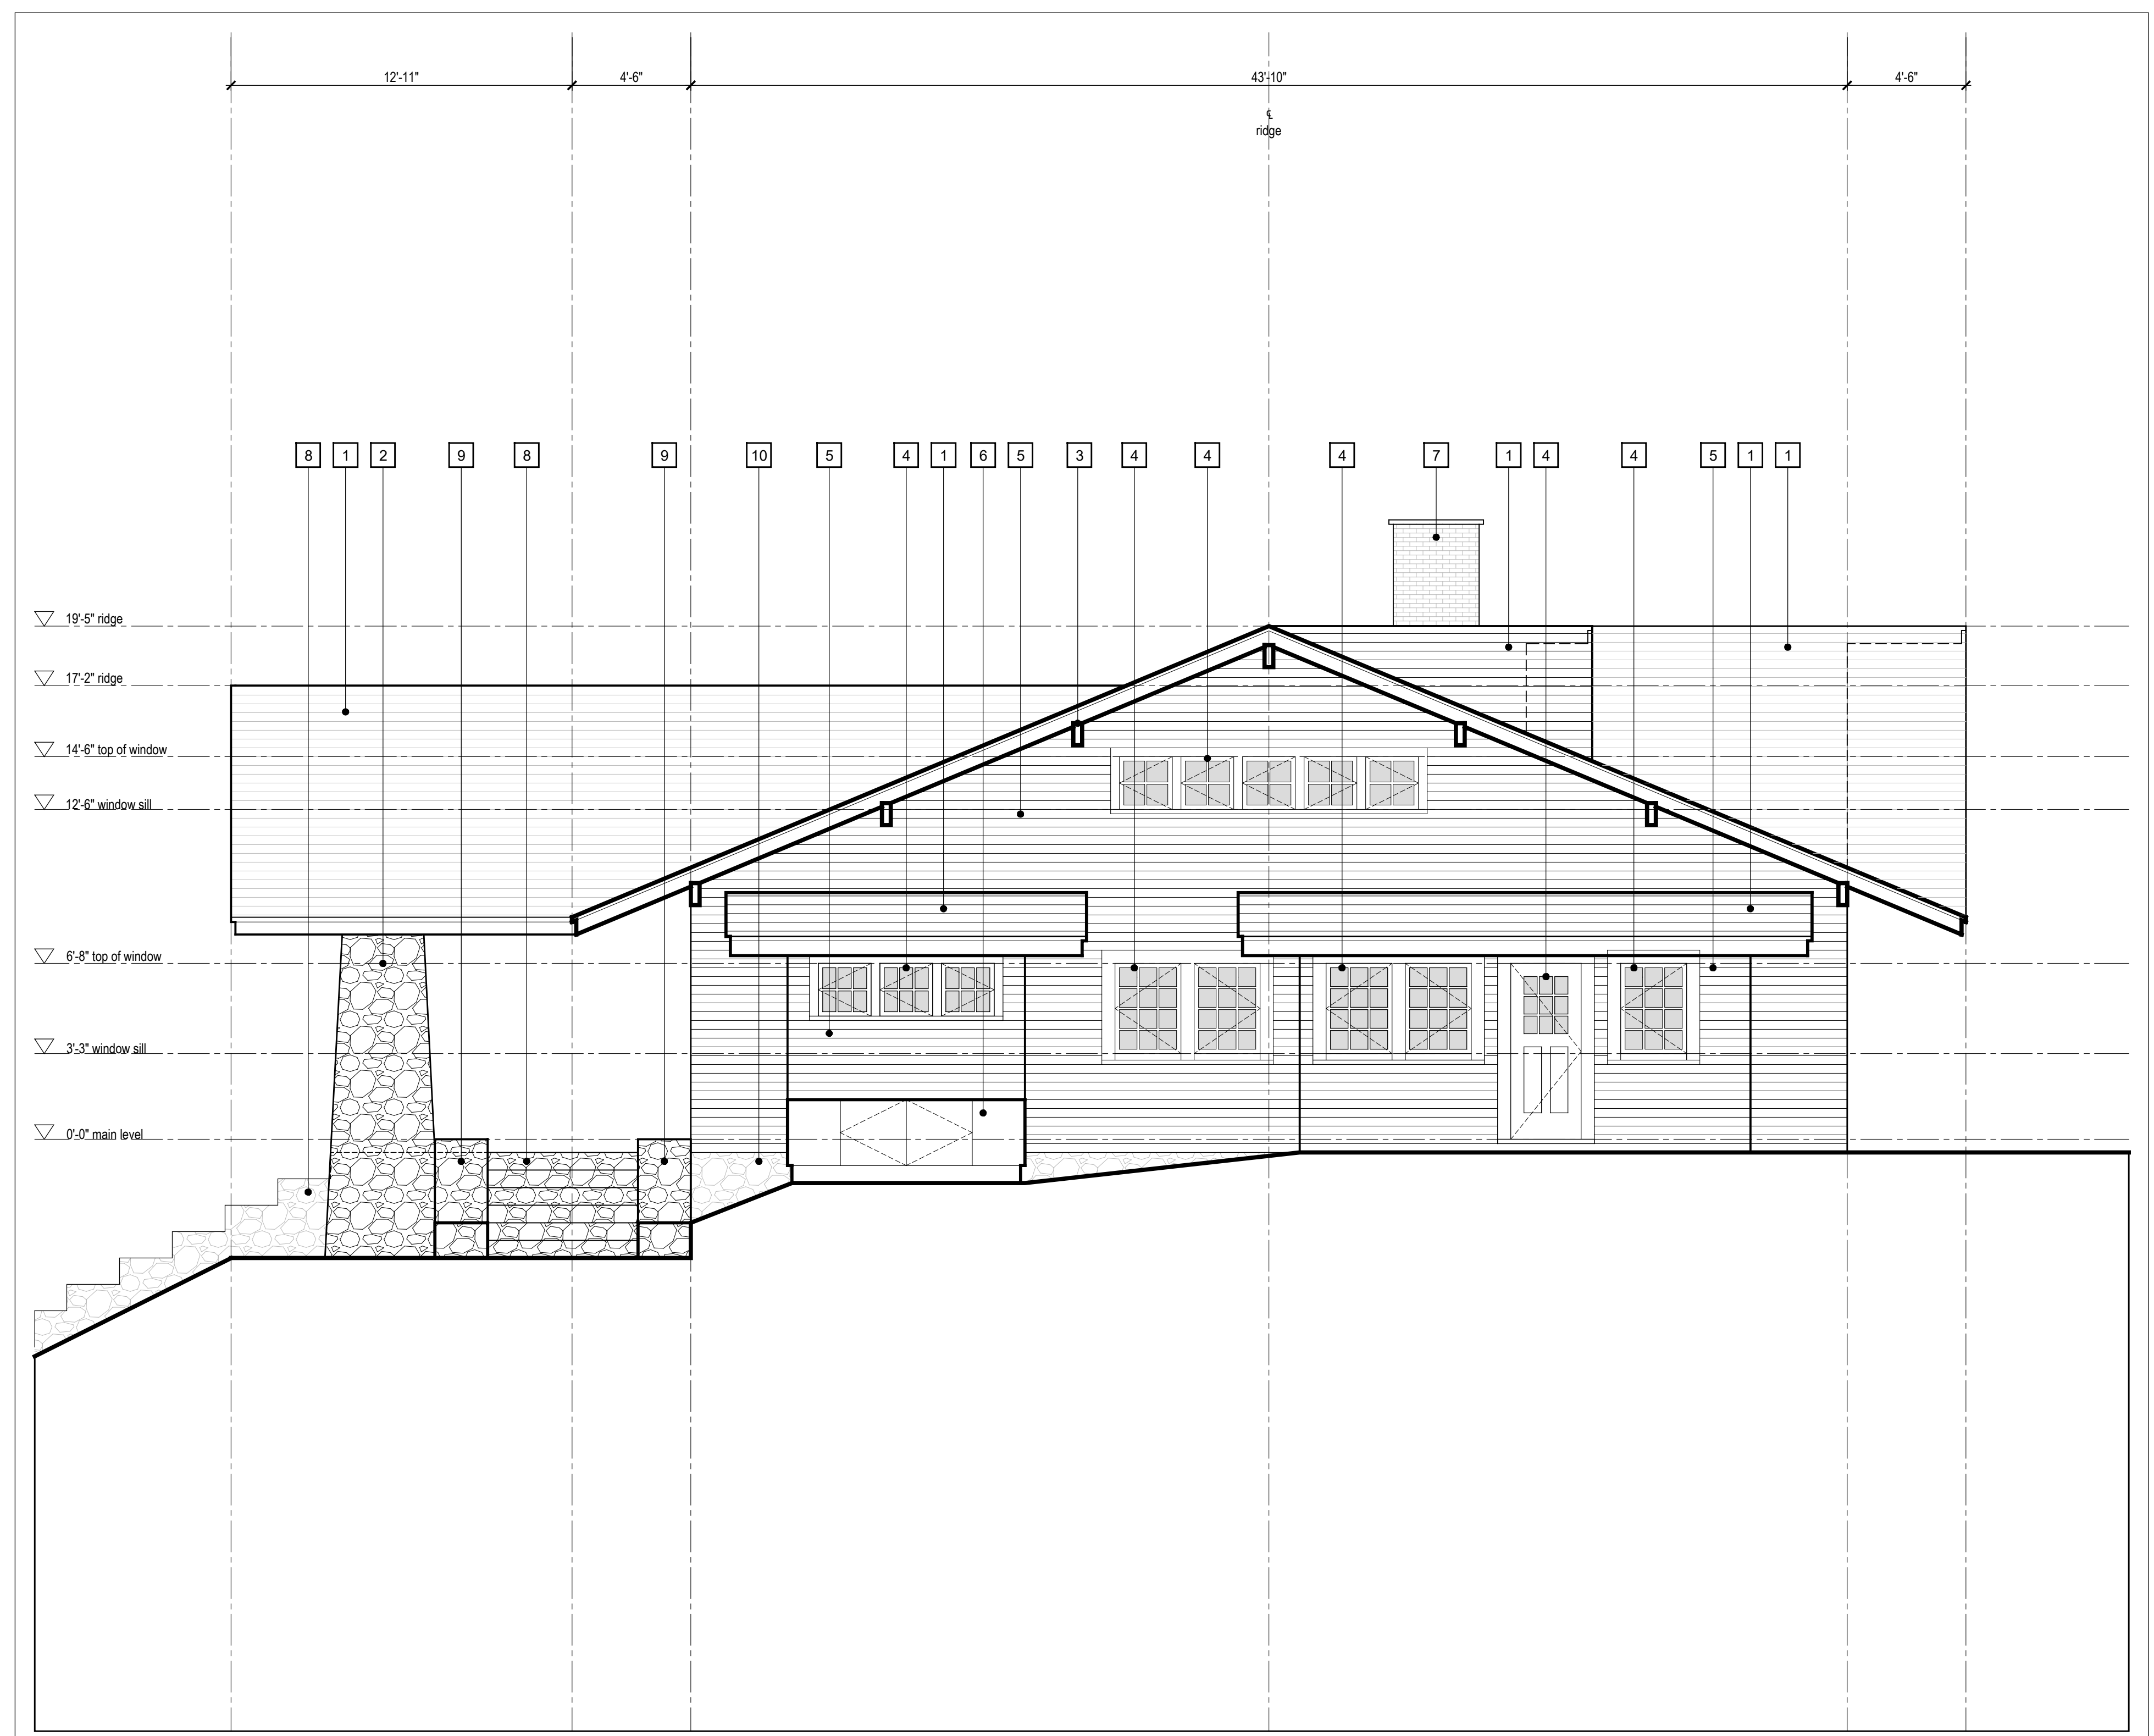 12'-11" 4'-6" 43'-10" 4'-6"
℄
ridge
8 1 2 9 8 9 10 5 4 1 6 5 3 4 4 4 7 1 4 4 5 1 1
19'-5" ridge
17'-2" ridge
14'-6" top of window
12'-6" window sill
6'-8" top of window
3'-3" window sill
0'-0" main level